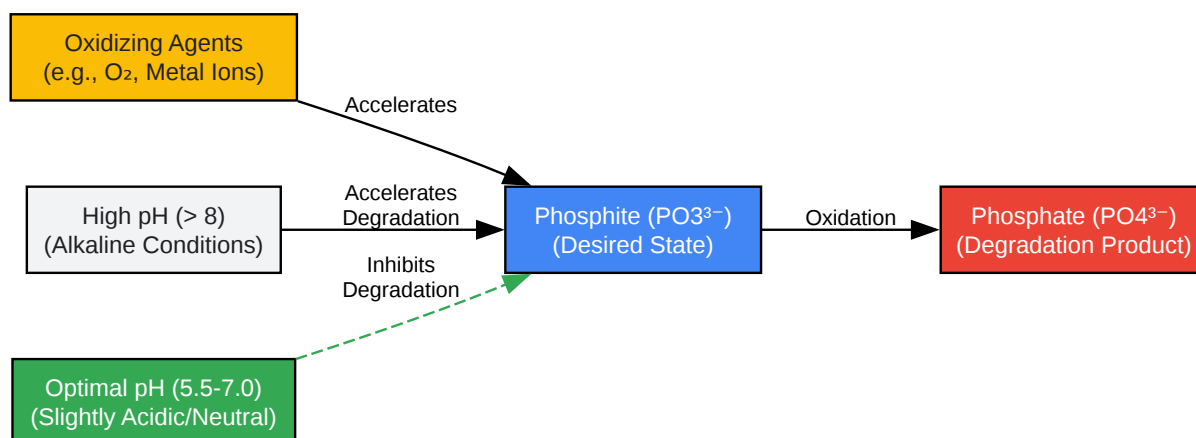 Oxidizing Agents
(e.g., O₂, Metal Ions)
Accelerates
High pH (> 8)
(Alkaline Conditions)
Accelerates
Degradation
Phosphite (PO3³⁻)
(Desired State)
Oxidation
Phosphate (PO4³⁻)
(Degradation Product)
Inhibits
Degradation
Optimal pH (5.5-7.0)
(Slightly Acidic/Neutral)